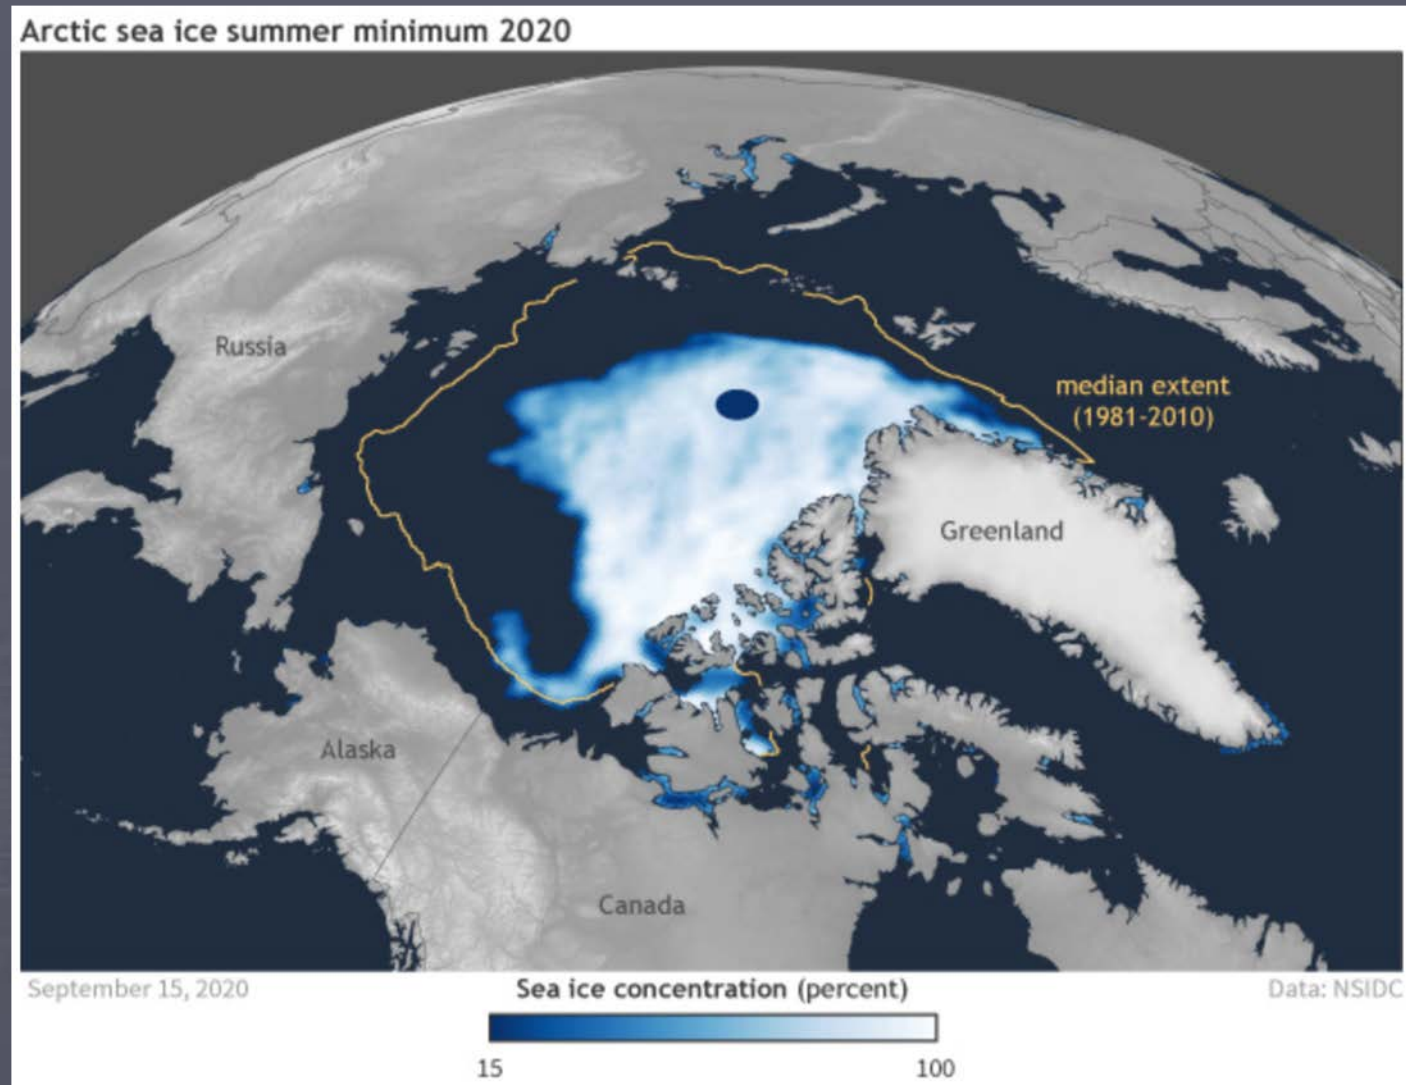 Arctic sea ice summer minimum 2020
Russia
median extent
(1981-2010)
Greenland
Alaska
Canada
September 15, 2020
Sea ice concentration (percent)
Data: NSIDC
15
100